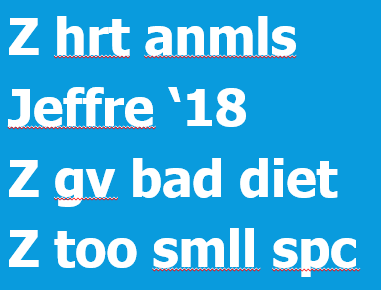 Z hrt anmls
Jeffre ‘18
Z gv bad diet
Z too smll spc